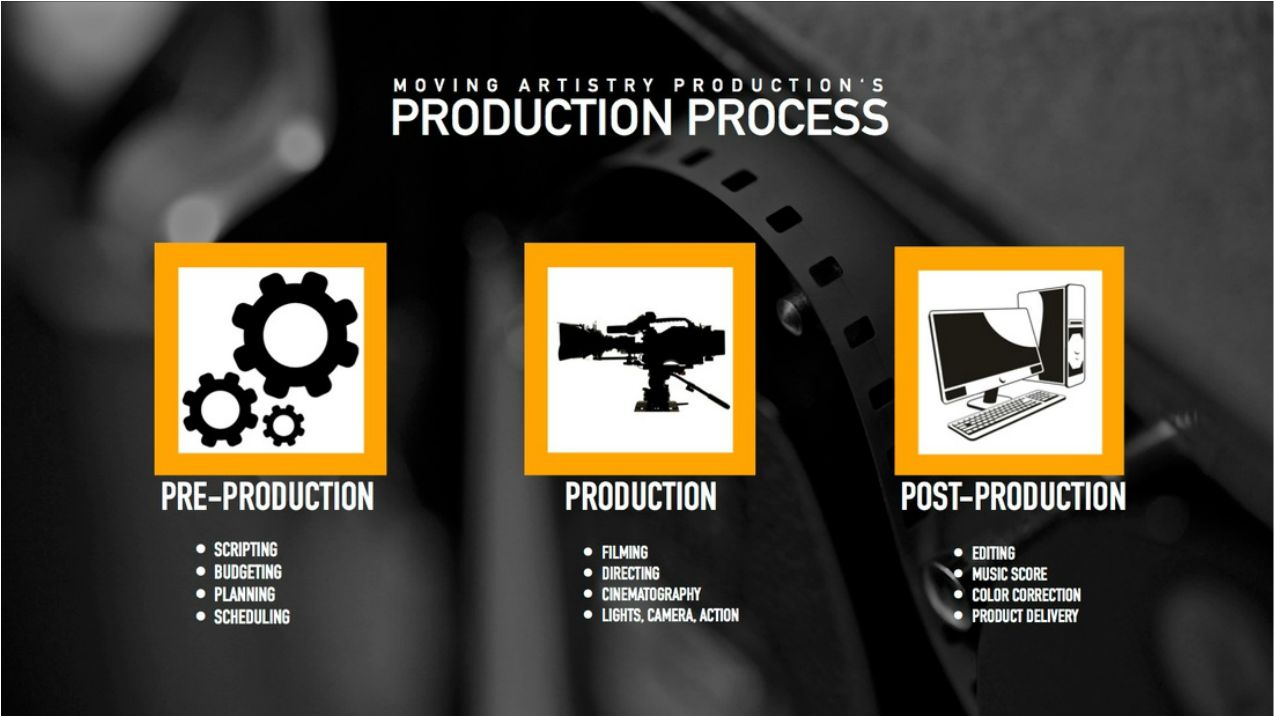 MOVING ARTISTRY PRODUCTION'S
PRODUCTION PROCESS
PRE-PRODUCTION
• SCRIPTING
• BUDGETING
• PLANNING
• SCHEDULING
PRODUCTION
• FILMING
• DIRECTING
• CINEMATOGRAPHY
• LIGHTS, CAMERA, ACTION
POST-PRODUCTION
• EDITING
• MUSIC SCORE
• COLOR CORRECTION
• PRODUCT DELIVERY